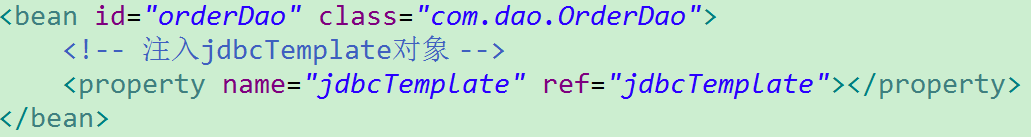 <bean id="orderDao" class="com.dao.OrderDao">
<!-- 注入jdbcTemplate对象 -->
<property name="jdbcTemplate" ref="jdbcTemplate"></property>
</bean>